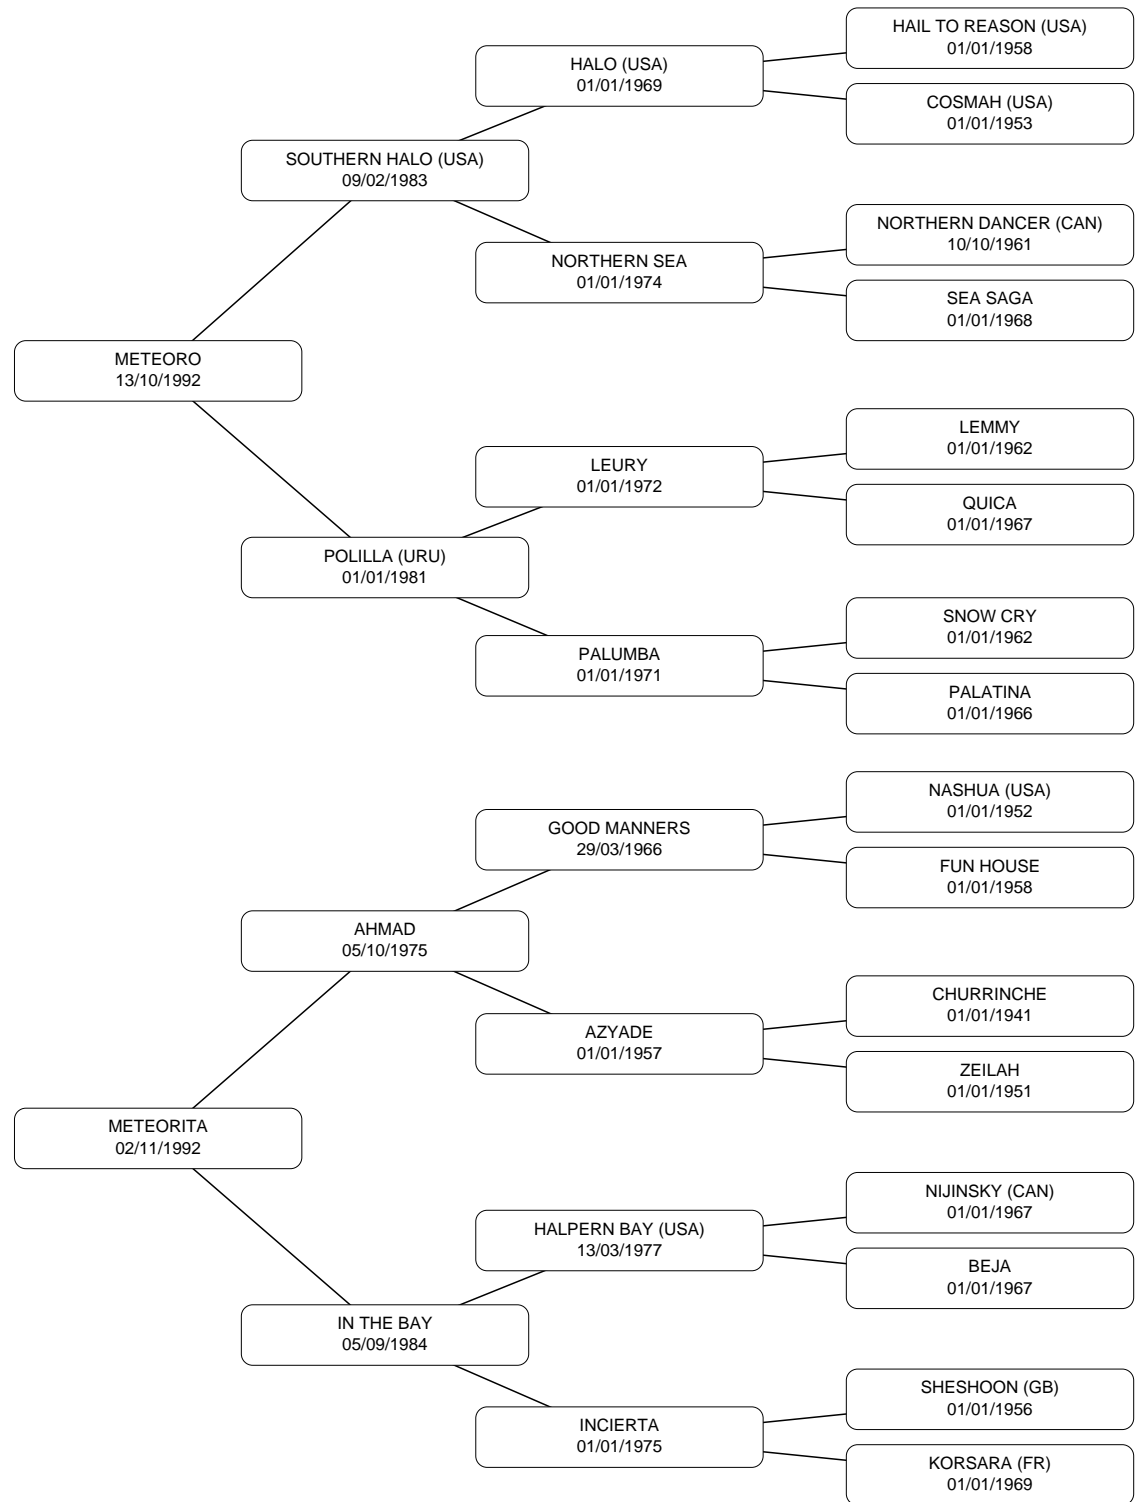 HAIL TO REASON (USA)
01/01/1958
HALO (USA)
01/01/1969
COSMAH (USA)
01/01/1953
SOUTHERN HALO (USA)
09/02/1983
NORTHERN DANCER (CAN)
10/10/1961
NORTHERN SEA
01/01/1974
SEA SAGA
01/01/1968
METEORO
13/10/1992
LEMMY
01/01/1962
LEURY
01/01/1972
QUICA
01/01/1967
POLILLA (URU)
01/01/1981
SNOW CRY
01/01/1962
PALUMBA
01/01/1971
PALATINA
01/01/1966
NASHUA (USA)
01/01/1952
GOOD MANNERS
29/03/1966
FUN HOUSE
01/01/1958
AHMAD
05/10/1975
CHURRINCHE
01/01/1941
AZYADE
01/01/1957
ZEILAH
01/01/1951
METEORITA
02/11/1992
NIJINSKY (CAN)
01/01/1967
HALPERN BAY (USA)
13/03/1977
BEJA
01/01/1967
IN THE BAY
05/09/1984
SHESHOON (GB)
01/01/1956
INCIERTA
01/01/1975
KORSARA (FR)
01/01/1969